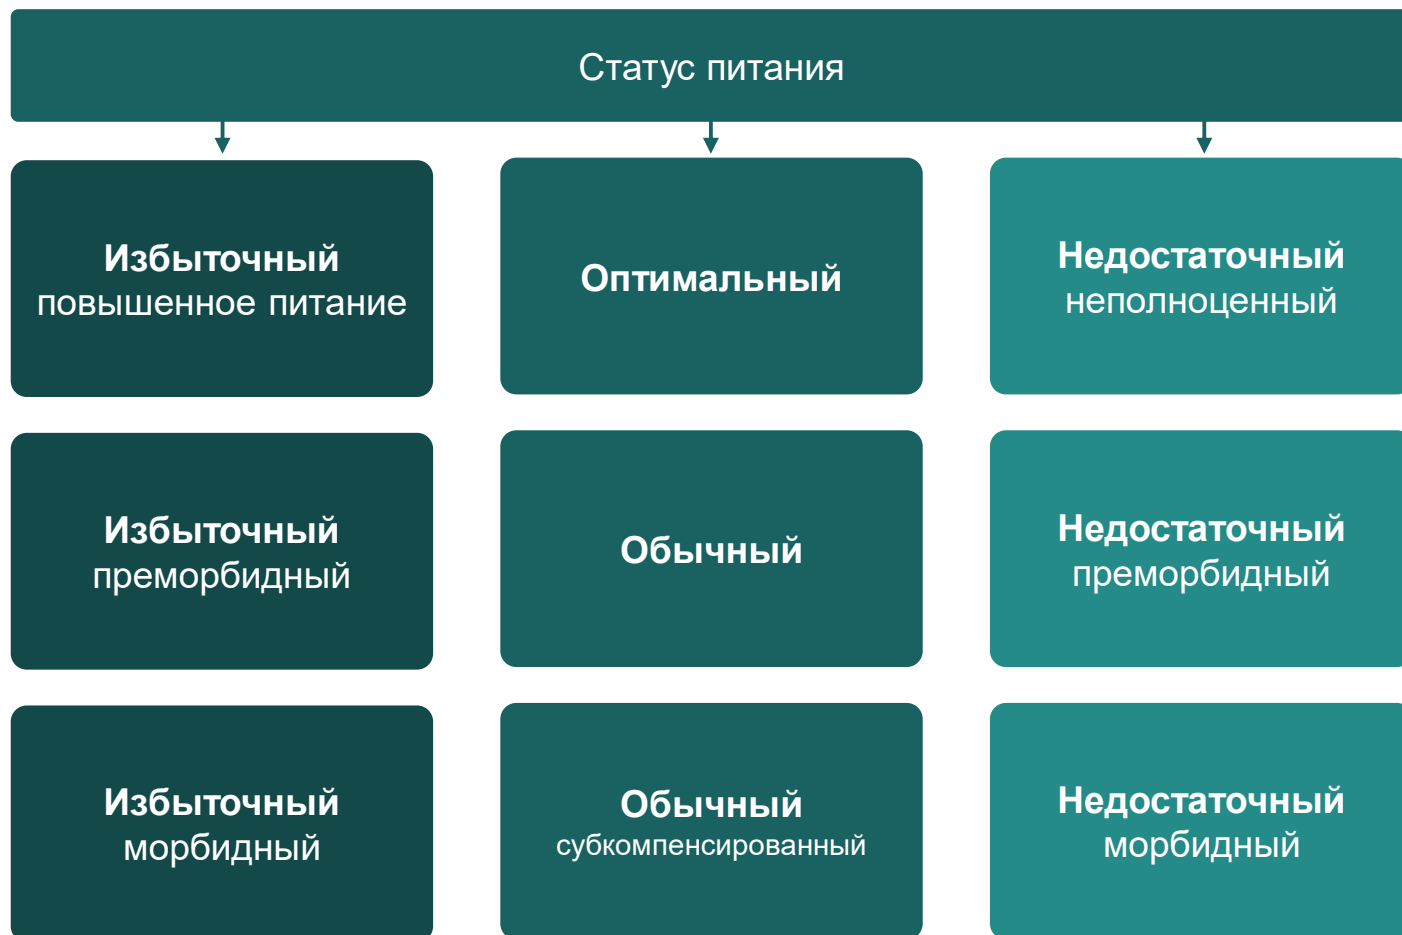 Статус питания
Избыточный
повышенное питание
Оптимальный
Недостаточный
неполноценный
Избыточный
преморбидный
Обычный
Недостаточный
преморбидный
Избыточный
морбидный
Обычный
субкомпенсированный
Недостаточный
морбидный